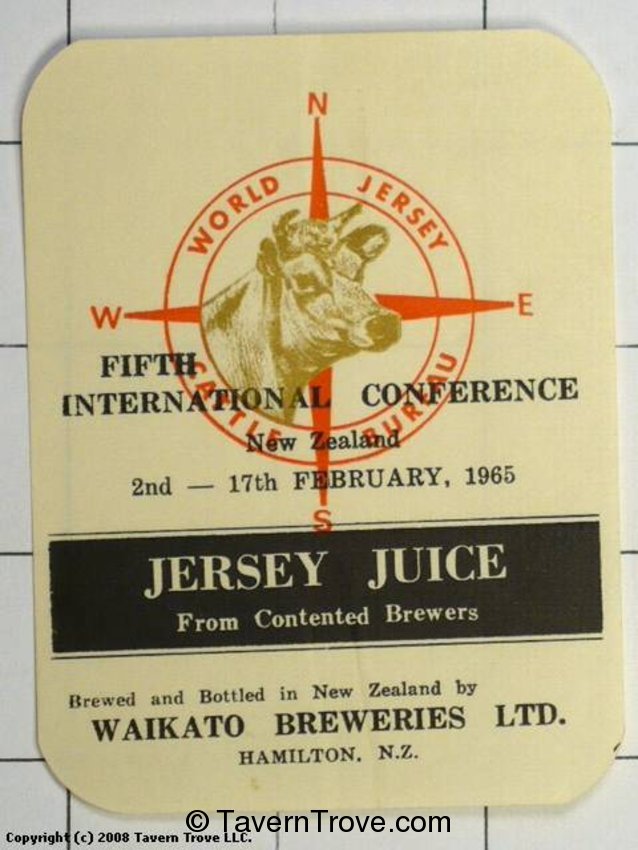 N
WORLD JERSEY
W
E
CATTLE BUREAU
FIFTH
INTERNATIONAL CONFERENCE
New Zealand
2nd — 17th FEBRUARY, 1965
S
JERSEY JUICE
From Contented Brewers
Brewed and Bottled in New Zealand by
WAIKATO BREWERIES LTD.
HAMILTON, N.Z.
© TavernTrove.com
Copyright (c) 2008 Tavern Trove LLC.